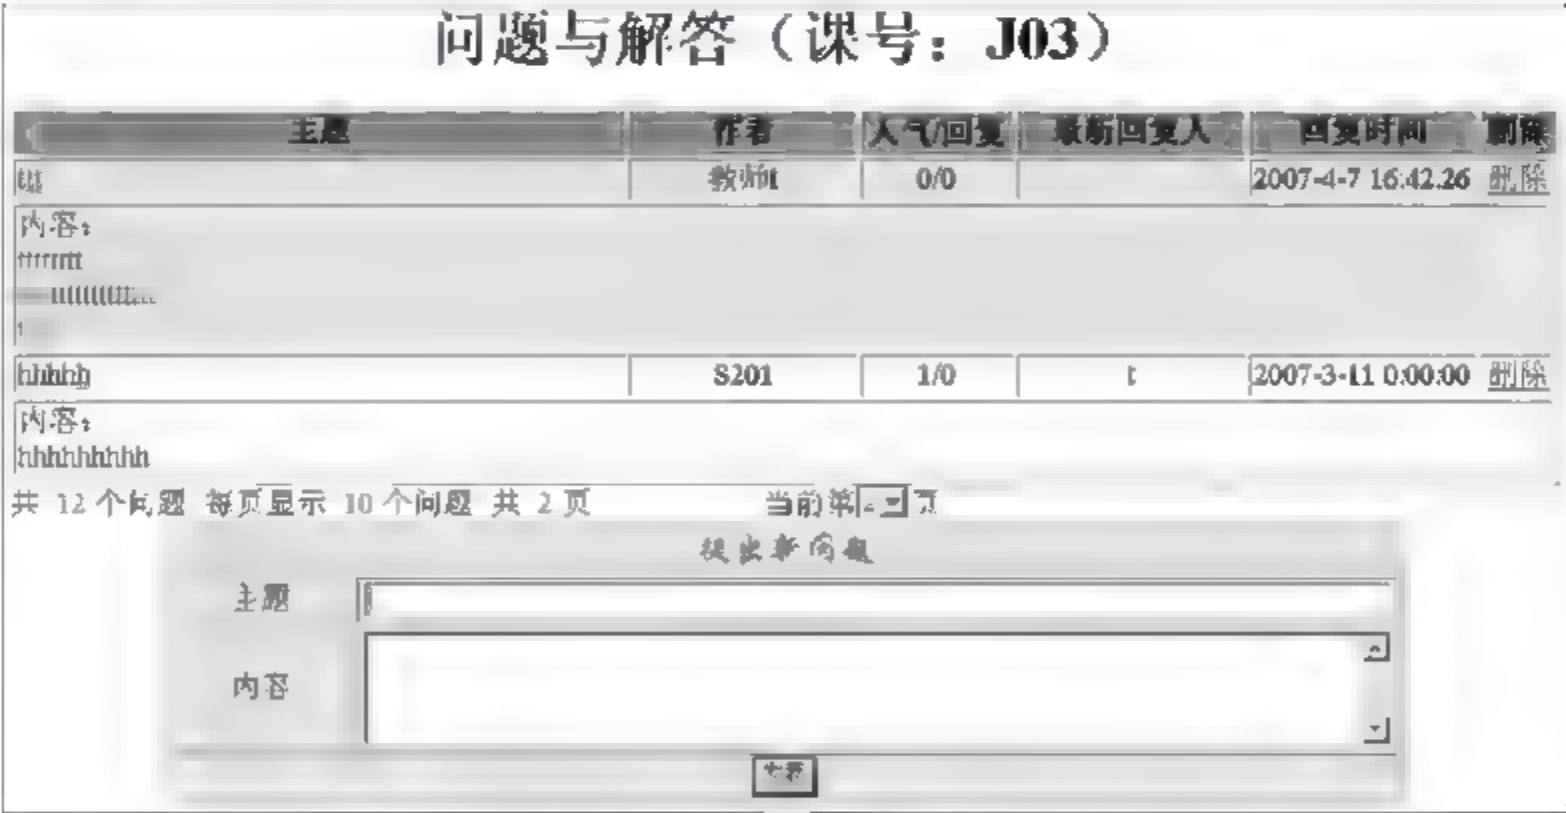 问题与解答（课号：J03）
主题 作者 人气/回复 最新回复人 回复时间 删除
教师t 0/0 2007-4-7 16:42:26 删除
内容：
hhhhh S201 1/0 t 2007-3-11 0:00:00 删除
内容：
hhhhhhhhhh
共 12 个问题 每页显示 10 个问题 共 2 页 当前第 页
提出新问题
主题
内容